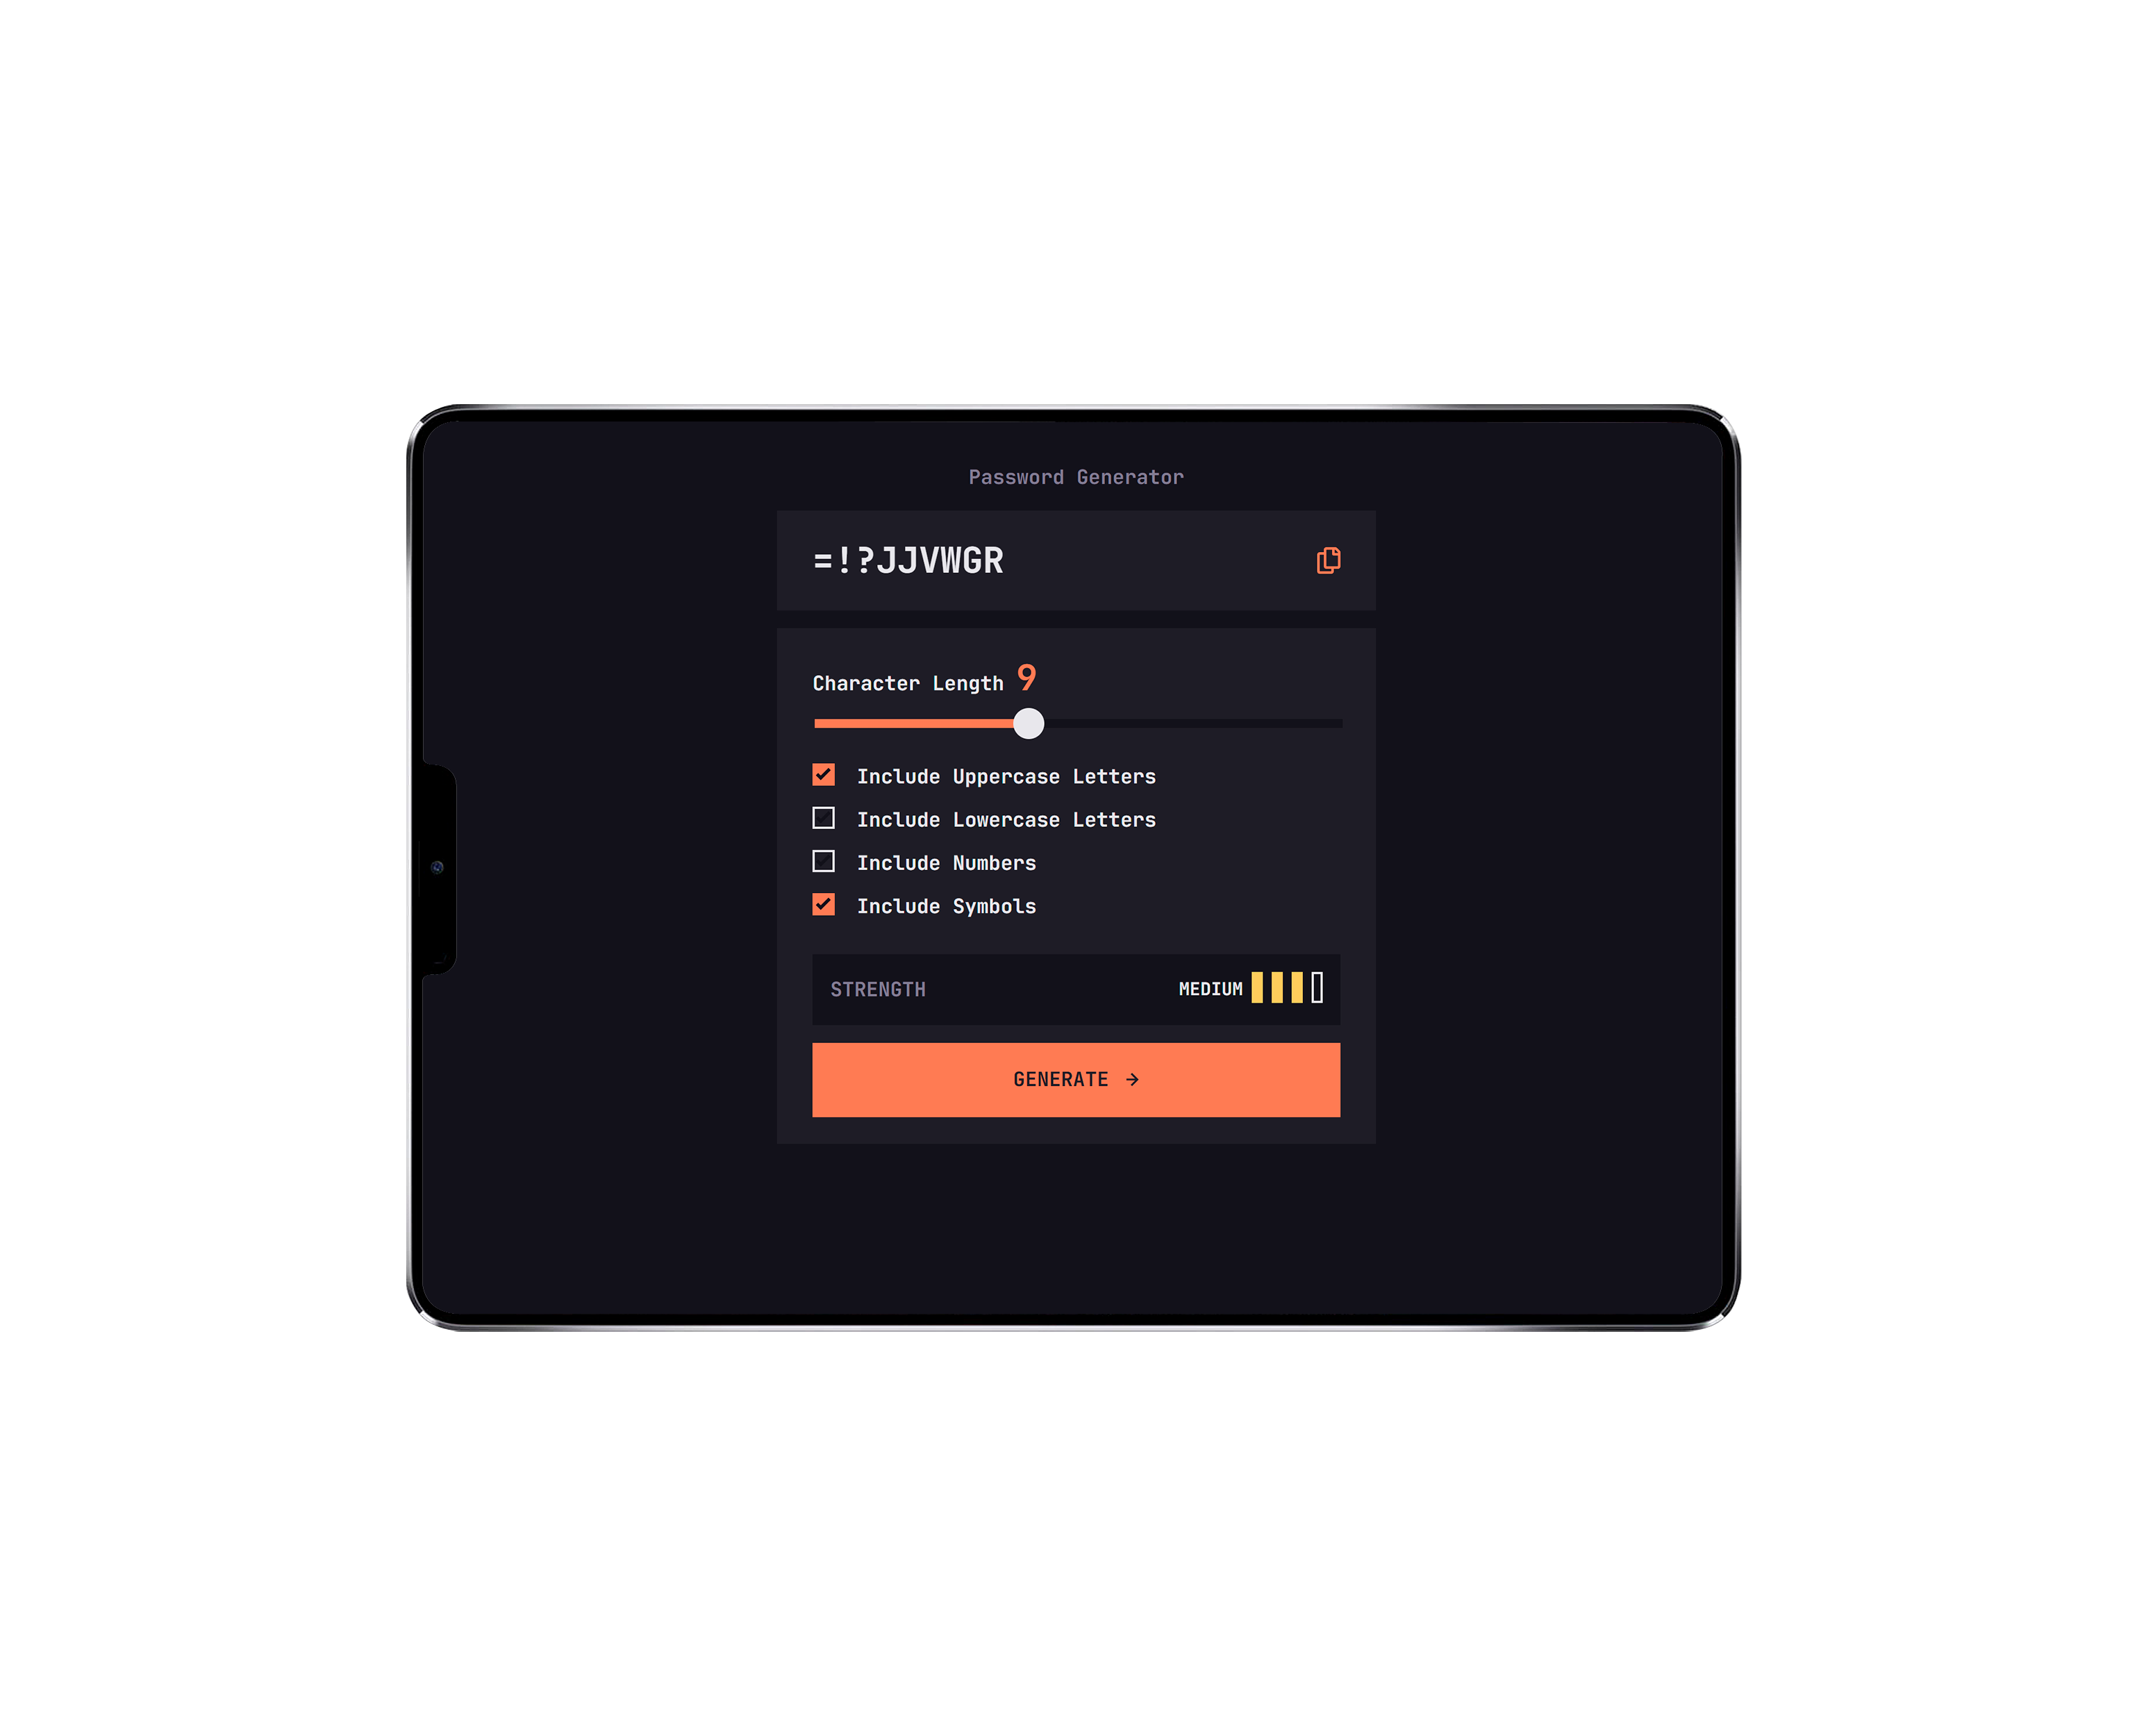 Password Generator
=!?JJVWGR
Character Length 9
Include Uppercase Letters
Include Lowercase Letters
Include Numbers
Include Symbols
STRENGTH MEDIUM
GENERATE →